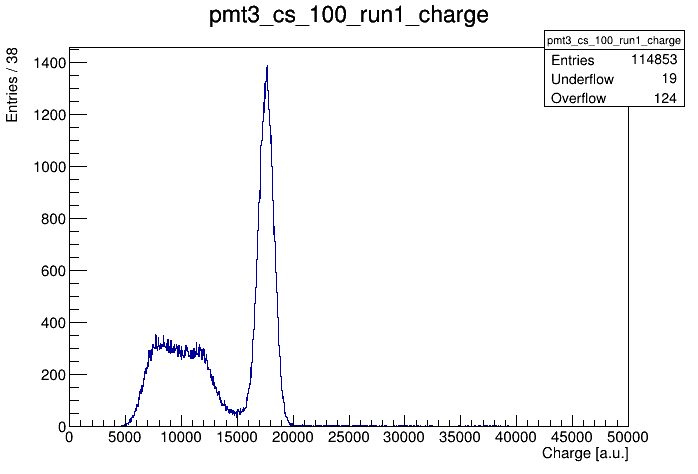 pmt3_cs_100_run1_charge
pmt3_cs_100_run1_charge
Entries 114853
Underflow 19
Overflow 124
Entries / 38
1400
1200
1000
800
600
400
200
0
0 5000 10000 15000 20000 25000 30000 35000 40000 45000 50000
Charge [a.u.]